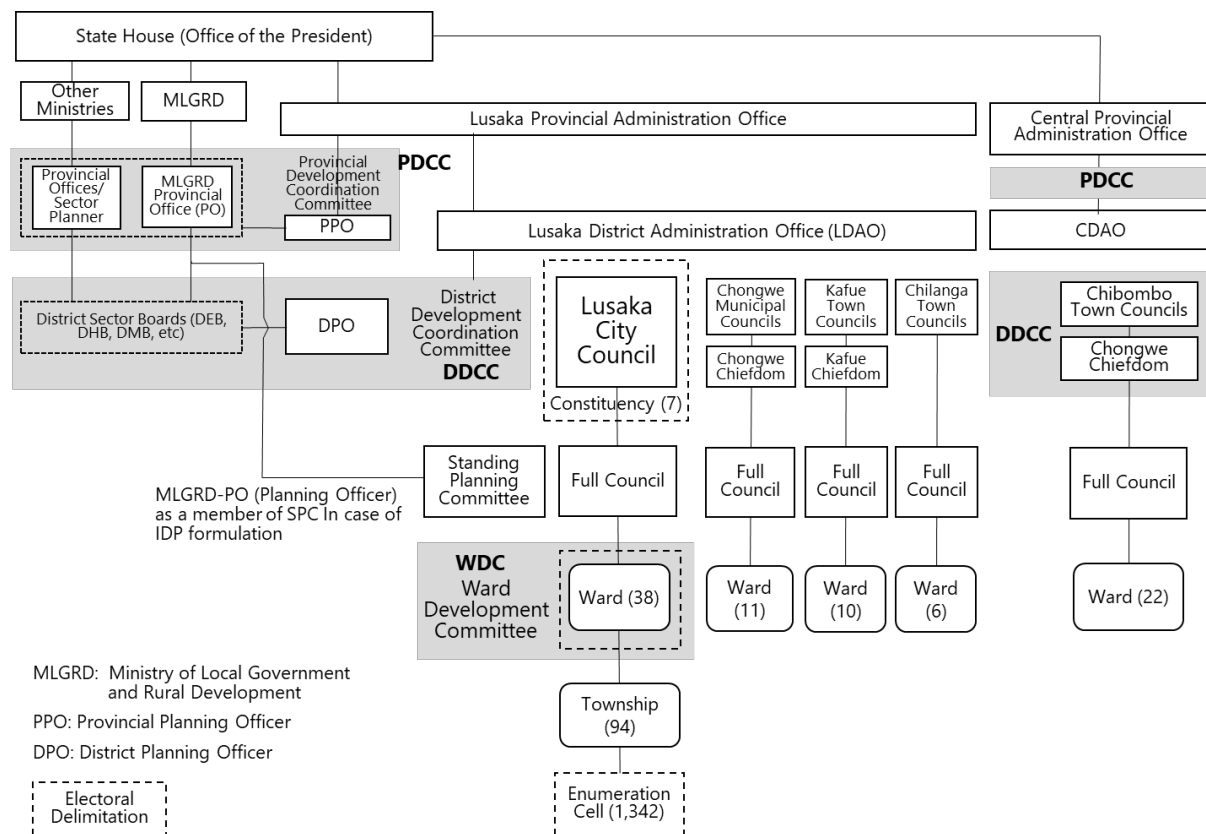 State House (Office of the President)
Other
Ministries
MLGRD
Lusaka Provincial Administration Office
Central Provincial
Administration Office
PDCC
Provincial
Development
Coordination
Committee
Provincial
Offices/
Sector
Planner
MLGRD
Provincial
Office (PO)
PPO
PDCC
Lusaka District Administration Office (LDAO)
CDAO
District Sector Boards (DEB,
DHB, DMB, etc)
DPO
District
Development
Coordination
Committee
DDCC
Lusaka
City
Council
Constituency (7)
Chongwe
Municipal
Councils
Chongwe
Chiefdom
Kafue
Town
Councils
Kafue
Chiefdom
Chilanga
Town
Councils
DDCC
Chibombo
Town Councils
Chongwe
Chiefdom
MLGRD-PO (Planning Officer)
as a member of SPC In case of
IDP formulation
Standing
Planning
Committee
Full Council
Full
Council
Full
Council
Full
Council
Full Council
WDC
Ward
Development
Committee
Ward (38)
Ward
(11)
Ward
(10)
Ward
(6)
Ward (22)
Township
(94)
Enumeration
Cell (1,342)
MLGRD: Ministry of Local Government
and Rural Development
PPO: Provincial Planning Officer
DPO: District Planning Officer
Electoral
Delimitation